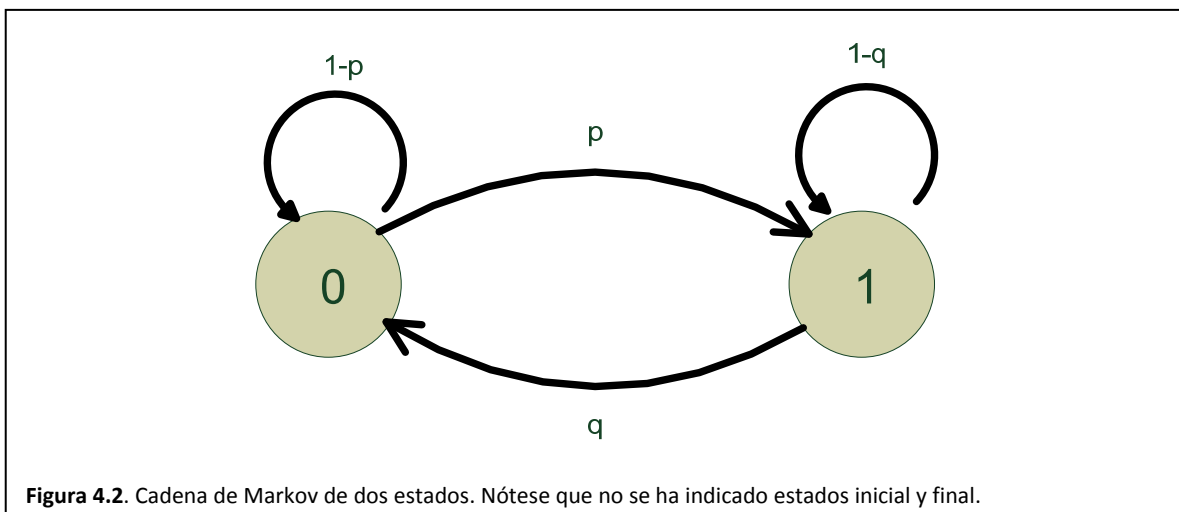 1-p
1-q
p
0
1
q
Figura 4.2. Cadena de Markov de dos estados. Nótese que no se ha indicado estados inicial y final.